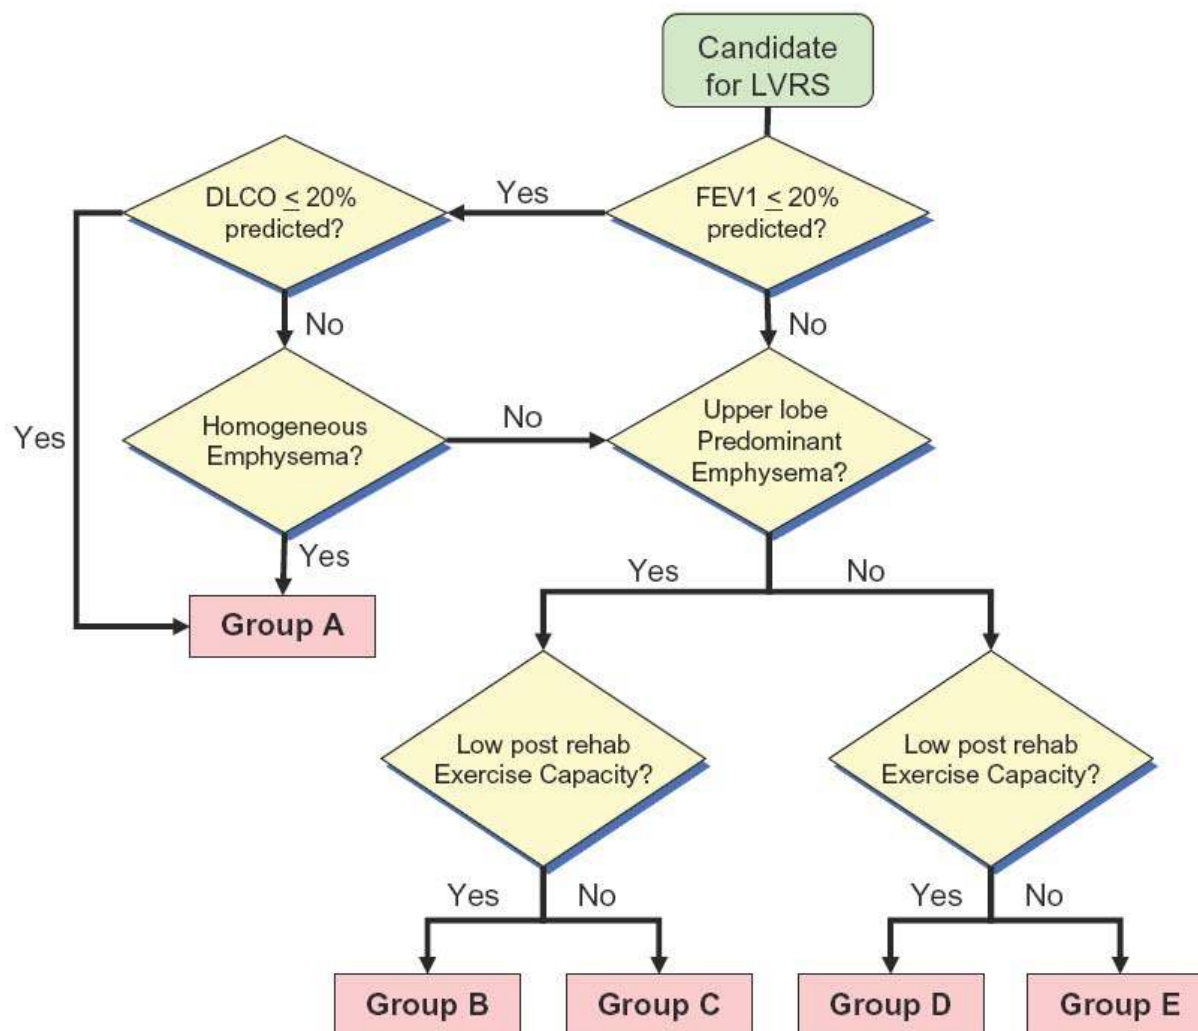 Candidate
for LVRS
DLCO ≤ 20%
predicted?
Yes
FEV1 ≤ 20%
predicted?
No
No
Yes
Homogeneous
Emphysema?
No
Upper lobe
Predominant
Emphysema?
Yes
Group A
Yes
No
Low post rehab
Exercise Capacity?
Low post rehab
Exercise Capacity?
Yes
No
Yes
No
Group B
Group C
Group D
Group E